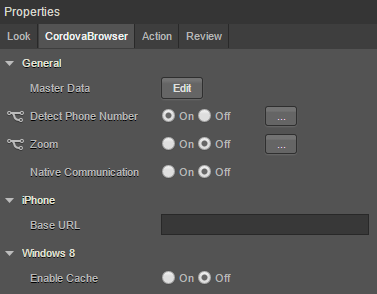 Properties
Look CordovaBrowser Action Review
General
Master Data Edit
Detect Phone Number On Off ...
Zoom On Off ...
Native Communication On Off
iPhone
Base URL
Windows 8
Enable Cache On Off